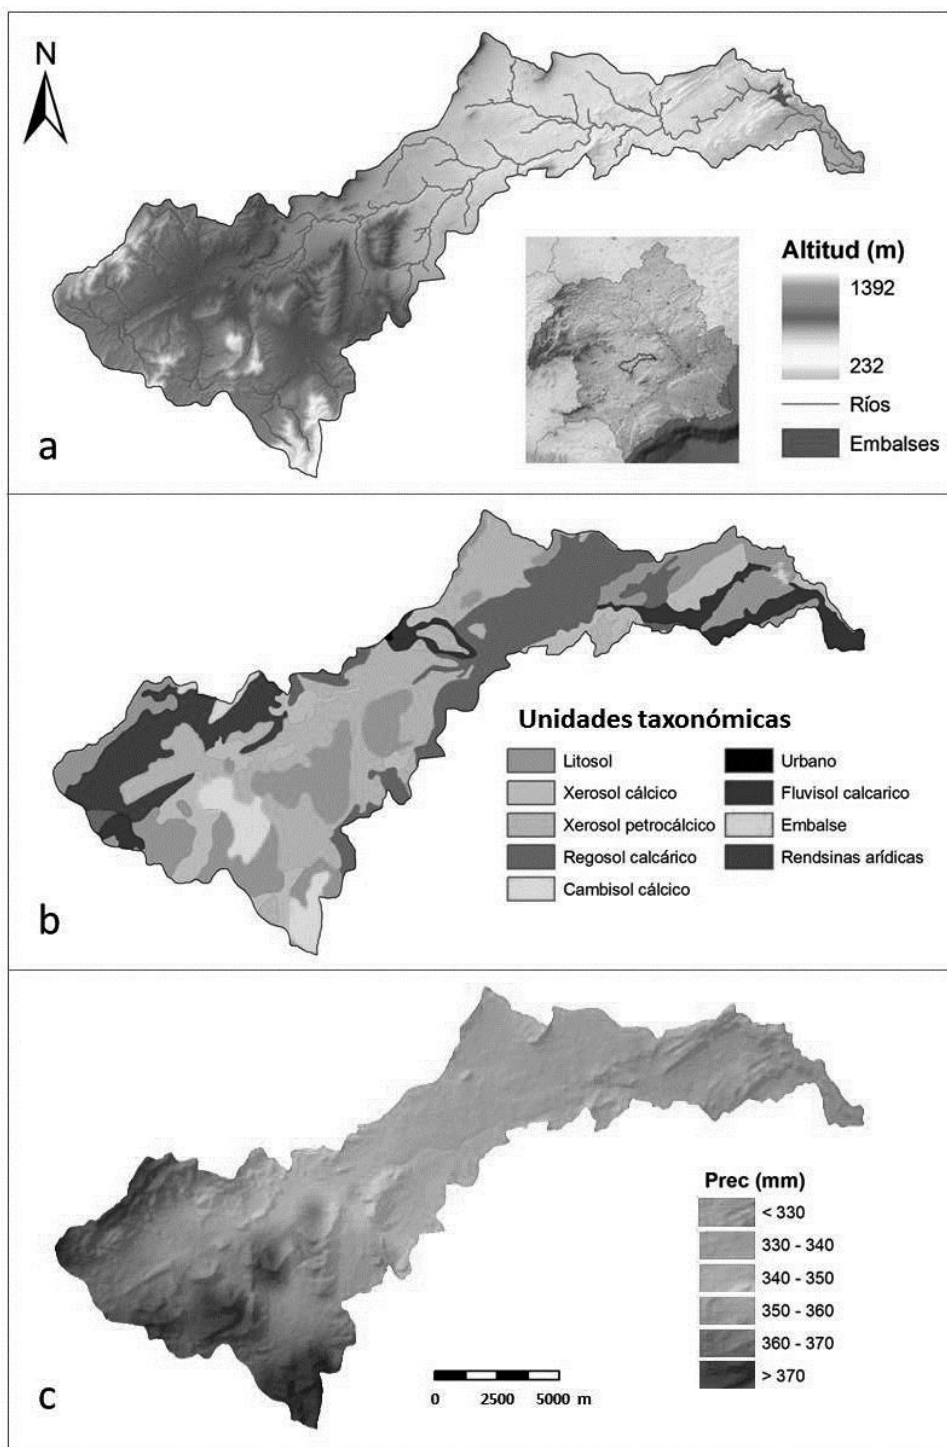 N
Altitud (m)
1392
232
Ríos
Embalses
a
Unidades taxonómicas
Litosol
Urbano
Xerosol cálcico
Fluvisol calcarico
Xerosol petrocálcico
Embalse
Regosol calcárico
Rendsinas arídicas
Cambisol cálcico
b
Prec (mm)
< 330
330 - 340
340 - 350
350 - 360
360 - 370
> 370
0 2500 5000 m
c